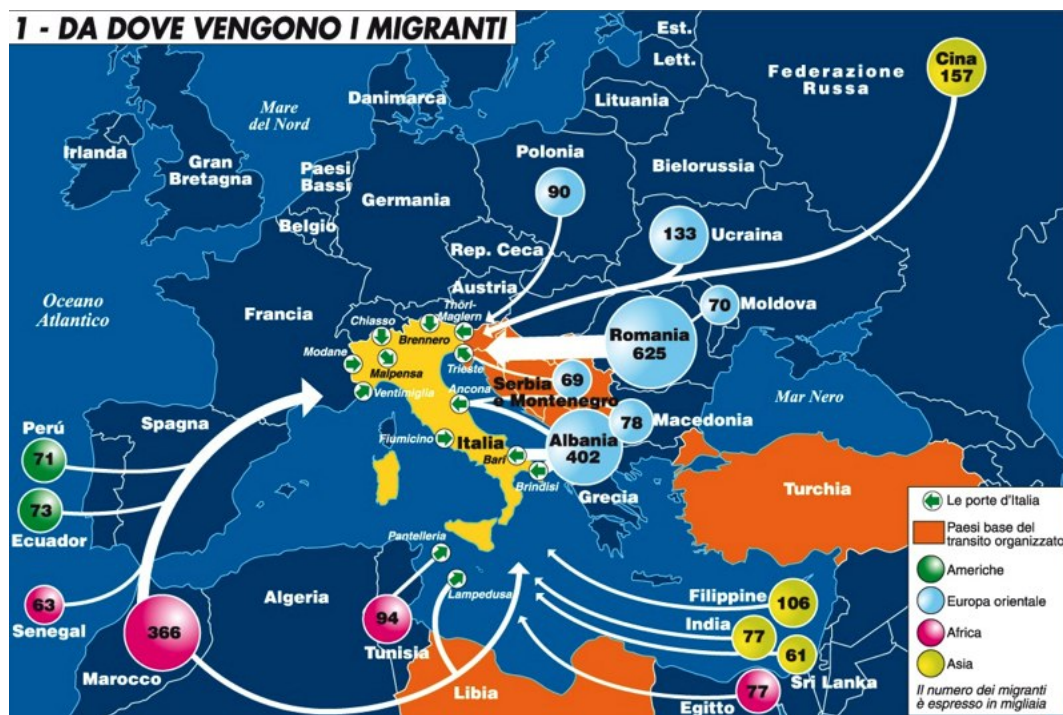 1 - DA DOVE VENGONO I MIGRANTI
Est.
Lett.
Lituania
Federazione
Russa
Cina
157
Mare
del Nord
Danimarca
Irlanda
Gran
Bretagna
Paesi
Bassi
Belgio
Germania
Polonia
90
Bielorussia
133
Ucraina
Rep. Ceca
Austria
Oceano
Atlantico
Francia
Thörl-
Maglern
Chiasso
Brennero
Modane
Malpensa
Trieste
Ventimiglia
Ancona
Romania
625
70
Moldova
69
Serbia
e Montenegro
Mar Nero
78
Macedonia
Albania
402
Spagna
Perú
71
73
Ecuador
Fiumicino
Italia
Bari
Brindisi
Grecia
Turchia
Pantelleria
Lampedusa
63
Senegal
366
Marocco
Algeria
94
Tunisia
Libia
Filippine
106
India
77
61
Sri Lanka
77
Egitto
Le porte d'Italia
Paesi base del
transito organizzato
Americhe
Europa orientale
Africa
Asia
Il numero dei migranti
è espresso in migliaia